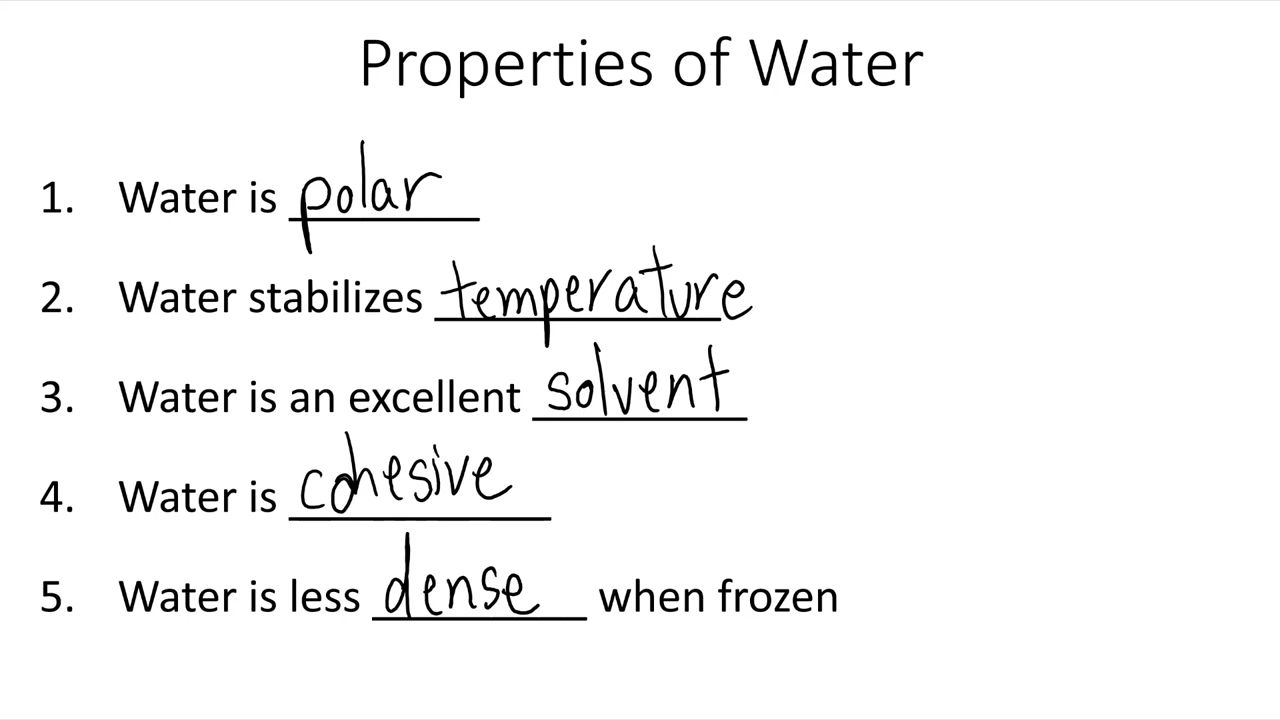 Properties of Water
1. Water is polar
2. Water stabilizes temperature
3. Water is an excellent solvent
4. Water is cohesive
5. Water is less dense when frozen